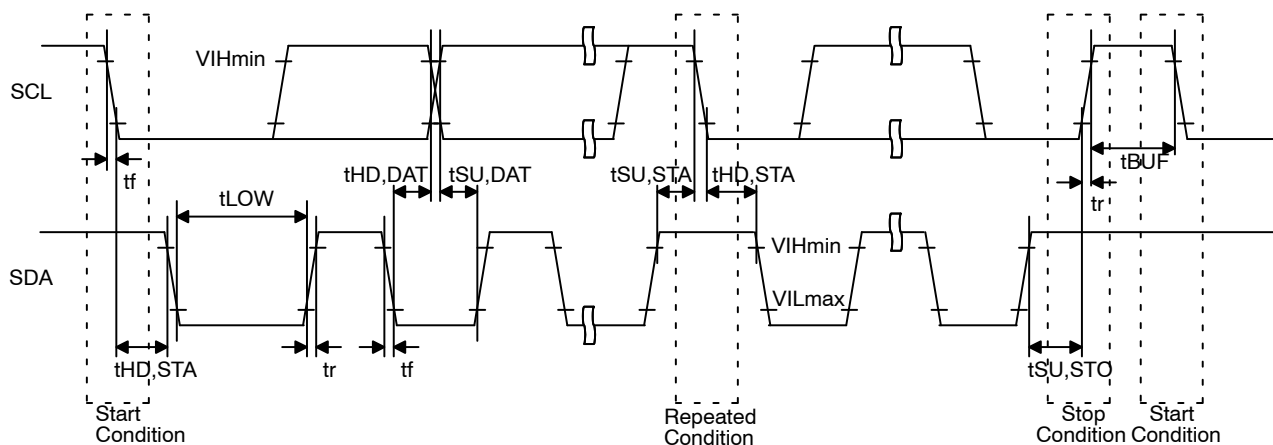 VIHmin
SCL
tf
tHD,DAT
tSU,DAT
tSU,STA
tHD,STA
tBUF
tr
tLOW
SDA
VIHmin
VILmax
tHD,STA
tr
tf
tSU,STO
Start
Condition
Repeated
Condition
Stop
Condition
Start
Condition